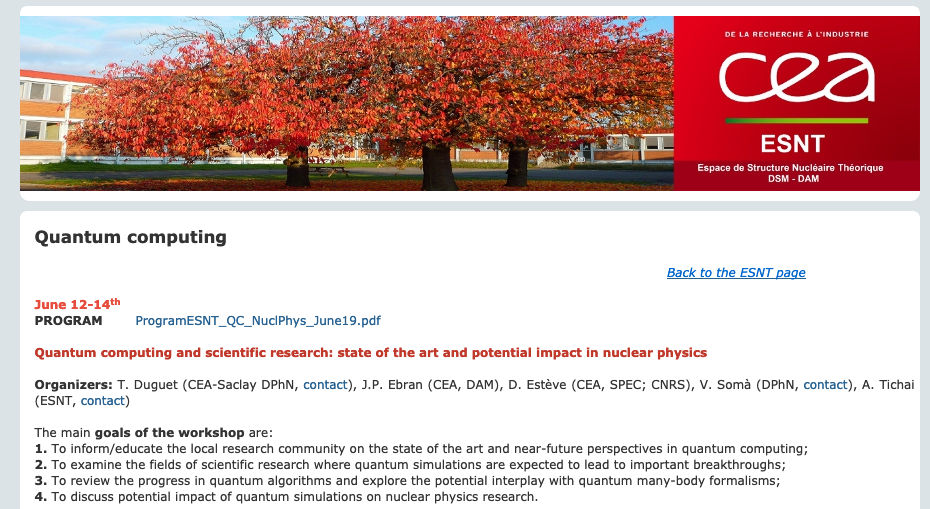 DE LA RECHERCHE À L'INDUSTRIE
cea
ESNT
Espace de Structure Nucléaire Théorique
DSM - DAM
Quantum computing
Back to the ESNT page
June 12-14th
PROGRAM ProgramESNT_QC_NuclPhys_June19.pdf
Quantum computing and scientific research: state of the art and potential impact in nuclear physics
Organizers: T. Duguet (CEA-Saclay DPhN, contact), J.P. Ebran (CEA, DAM), D. Estève (CEA, SPEC; CNRS), V. Somà (DPhN, contact), A. Tichai
(ESNT, contact)
The main goals of the workshop are:
1. To inform/educate the local research community on the state of the art and near-future perspectives in quantum computing;
2. To examine the fields of scientific research where quantum simulations are expected to lead to important breakthroughs;
3. To review the progress in quantum algorithms and explore the potential interplay with quantum many-body formalisms;
4. To discuss potential impact of quantum simulations on nuclear physics research.